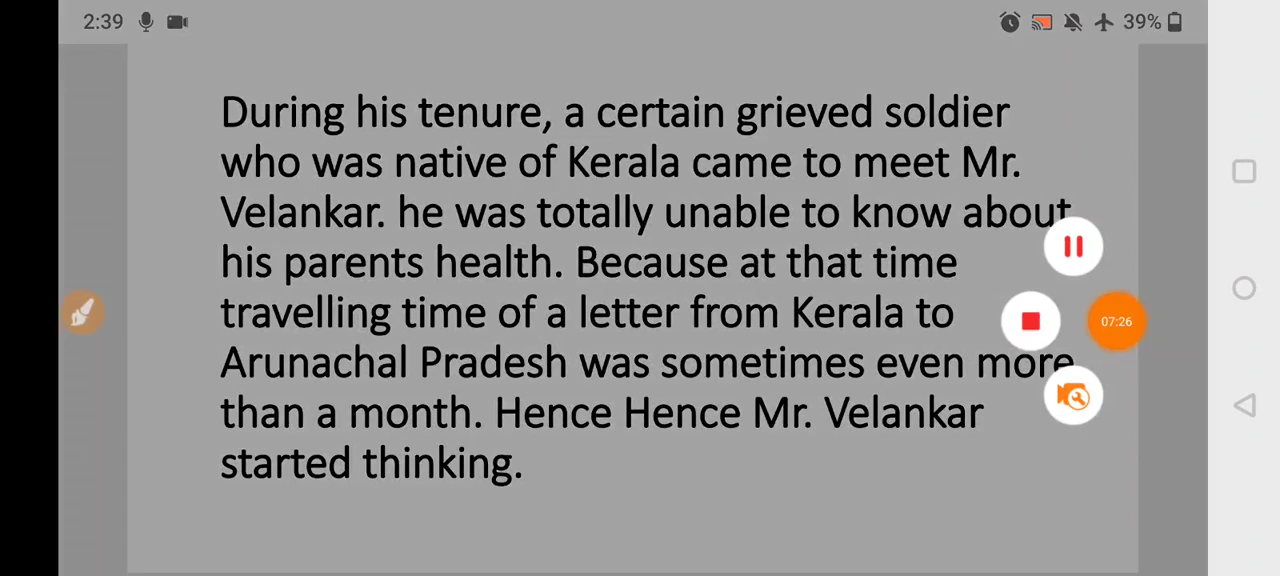 2:39 39%
During his tenure, a certain grieved soldier
who was native of Kerala came to meet Mr.
Velankar. he was totally unable to know about
his parents health. Because at that time
travelling time of a letter from Kerala to
07:26
Arunachal Pradesh was sometimes even more
than a month. Hence Hence Mr. Velankar
started thinking.